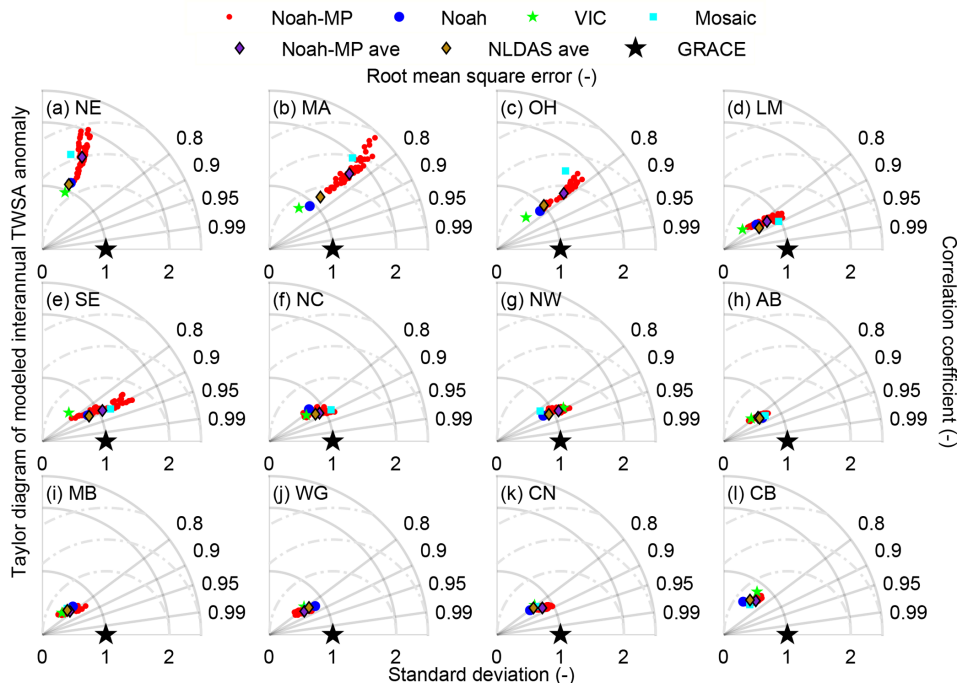 Noah-MP Noah VIC Mosaic
Noah-MP ave NLDAS ave GRACE
Root mean square error (-)
Taylor diagram of modeled interannual TWSA anomaly
(a) NE
0.8
0.9
0.95
0.99
0 1 2
(b) MA
0.8
0.9
0.95
0.99
0 1 2
(c) OH
0.8
0.9
0.95
0.99
0 1 2
(d) LM
0.8
0.9
0.95
0.99
0 1 2
(e) SE
0.8
0.9
0.95
0.99
0 1 2
(f) NC
0.8
0.9
0.95
0.99
0 1 2
(g) NW
0.8
0.9
0.95
0.99
0 1 2
(h) AB
0.8
0.9
0.95
0.99
0 1 2
(i) MB
0.8
0.9
0.95
0.99
0 1 2
(j) WG
0.8
0.9
0.95
0.99
0 1 2
(k) CN
0.8
0.9
0.95
0.99
0 1 2
(l) CB
0.8
0.9
0.95
0.99
0 1 2
Correlation coefficient (-)
Standard deviation (-)